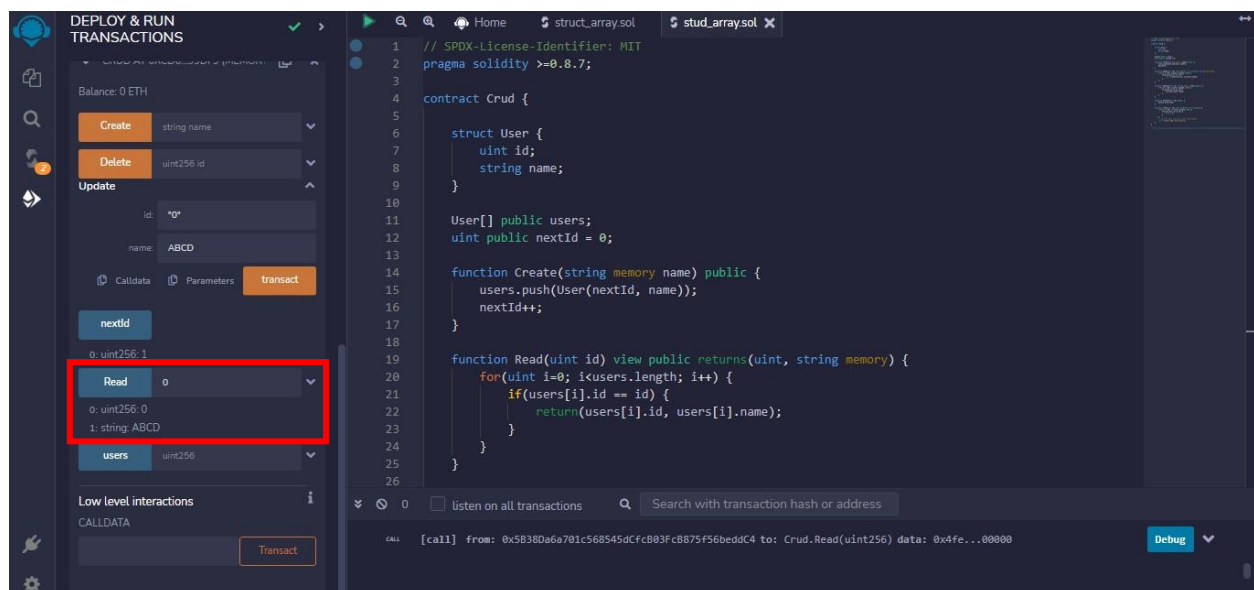 DEPLOY & RUN
TRANSACTIONS
Balance: 0 ETH
Create string name
Delete uint256 id
Update
id: "0"
name: ABCD
Calldata Parameters transact
nextId
0: uint256: 1
Read 0
0: uint256: 0
1: string: ABCD
users uint256
Low level interactions i
CALLDATA
Transact
2
Home struct_array.sol stud_array.sol
1 // SPDX-License-Identifier: MIT
2 pragma solidity >=0.8.7;
3
4 contract Crud {
5
6 struct User {
7 uint id;
8 string name;
9 }
10
11 User[] public users;
12 uint public nextId = 0;
13
14 function Create(string memory name) public {
15 users.push(User(nextId, name));
16 nextId++;
17 }
18
19 function Read(uint id) view public returns(uint, string memory) {
20 for(uint i=0; i<users.length; i++) {
21 if(users[i].id == id) {
22 return(users[i].id, users[i].name);
23 }
24 }
25 }
26
0 listen on all transactions Search with transaction hash or address
CALL [call] from: 0x5B38Da6a701c568545dCfcB03FcB875f56beddC4 to: Crud.Read(uint256) data: 0x4fe...00000 Debug